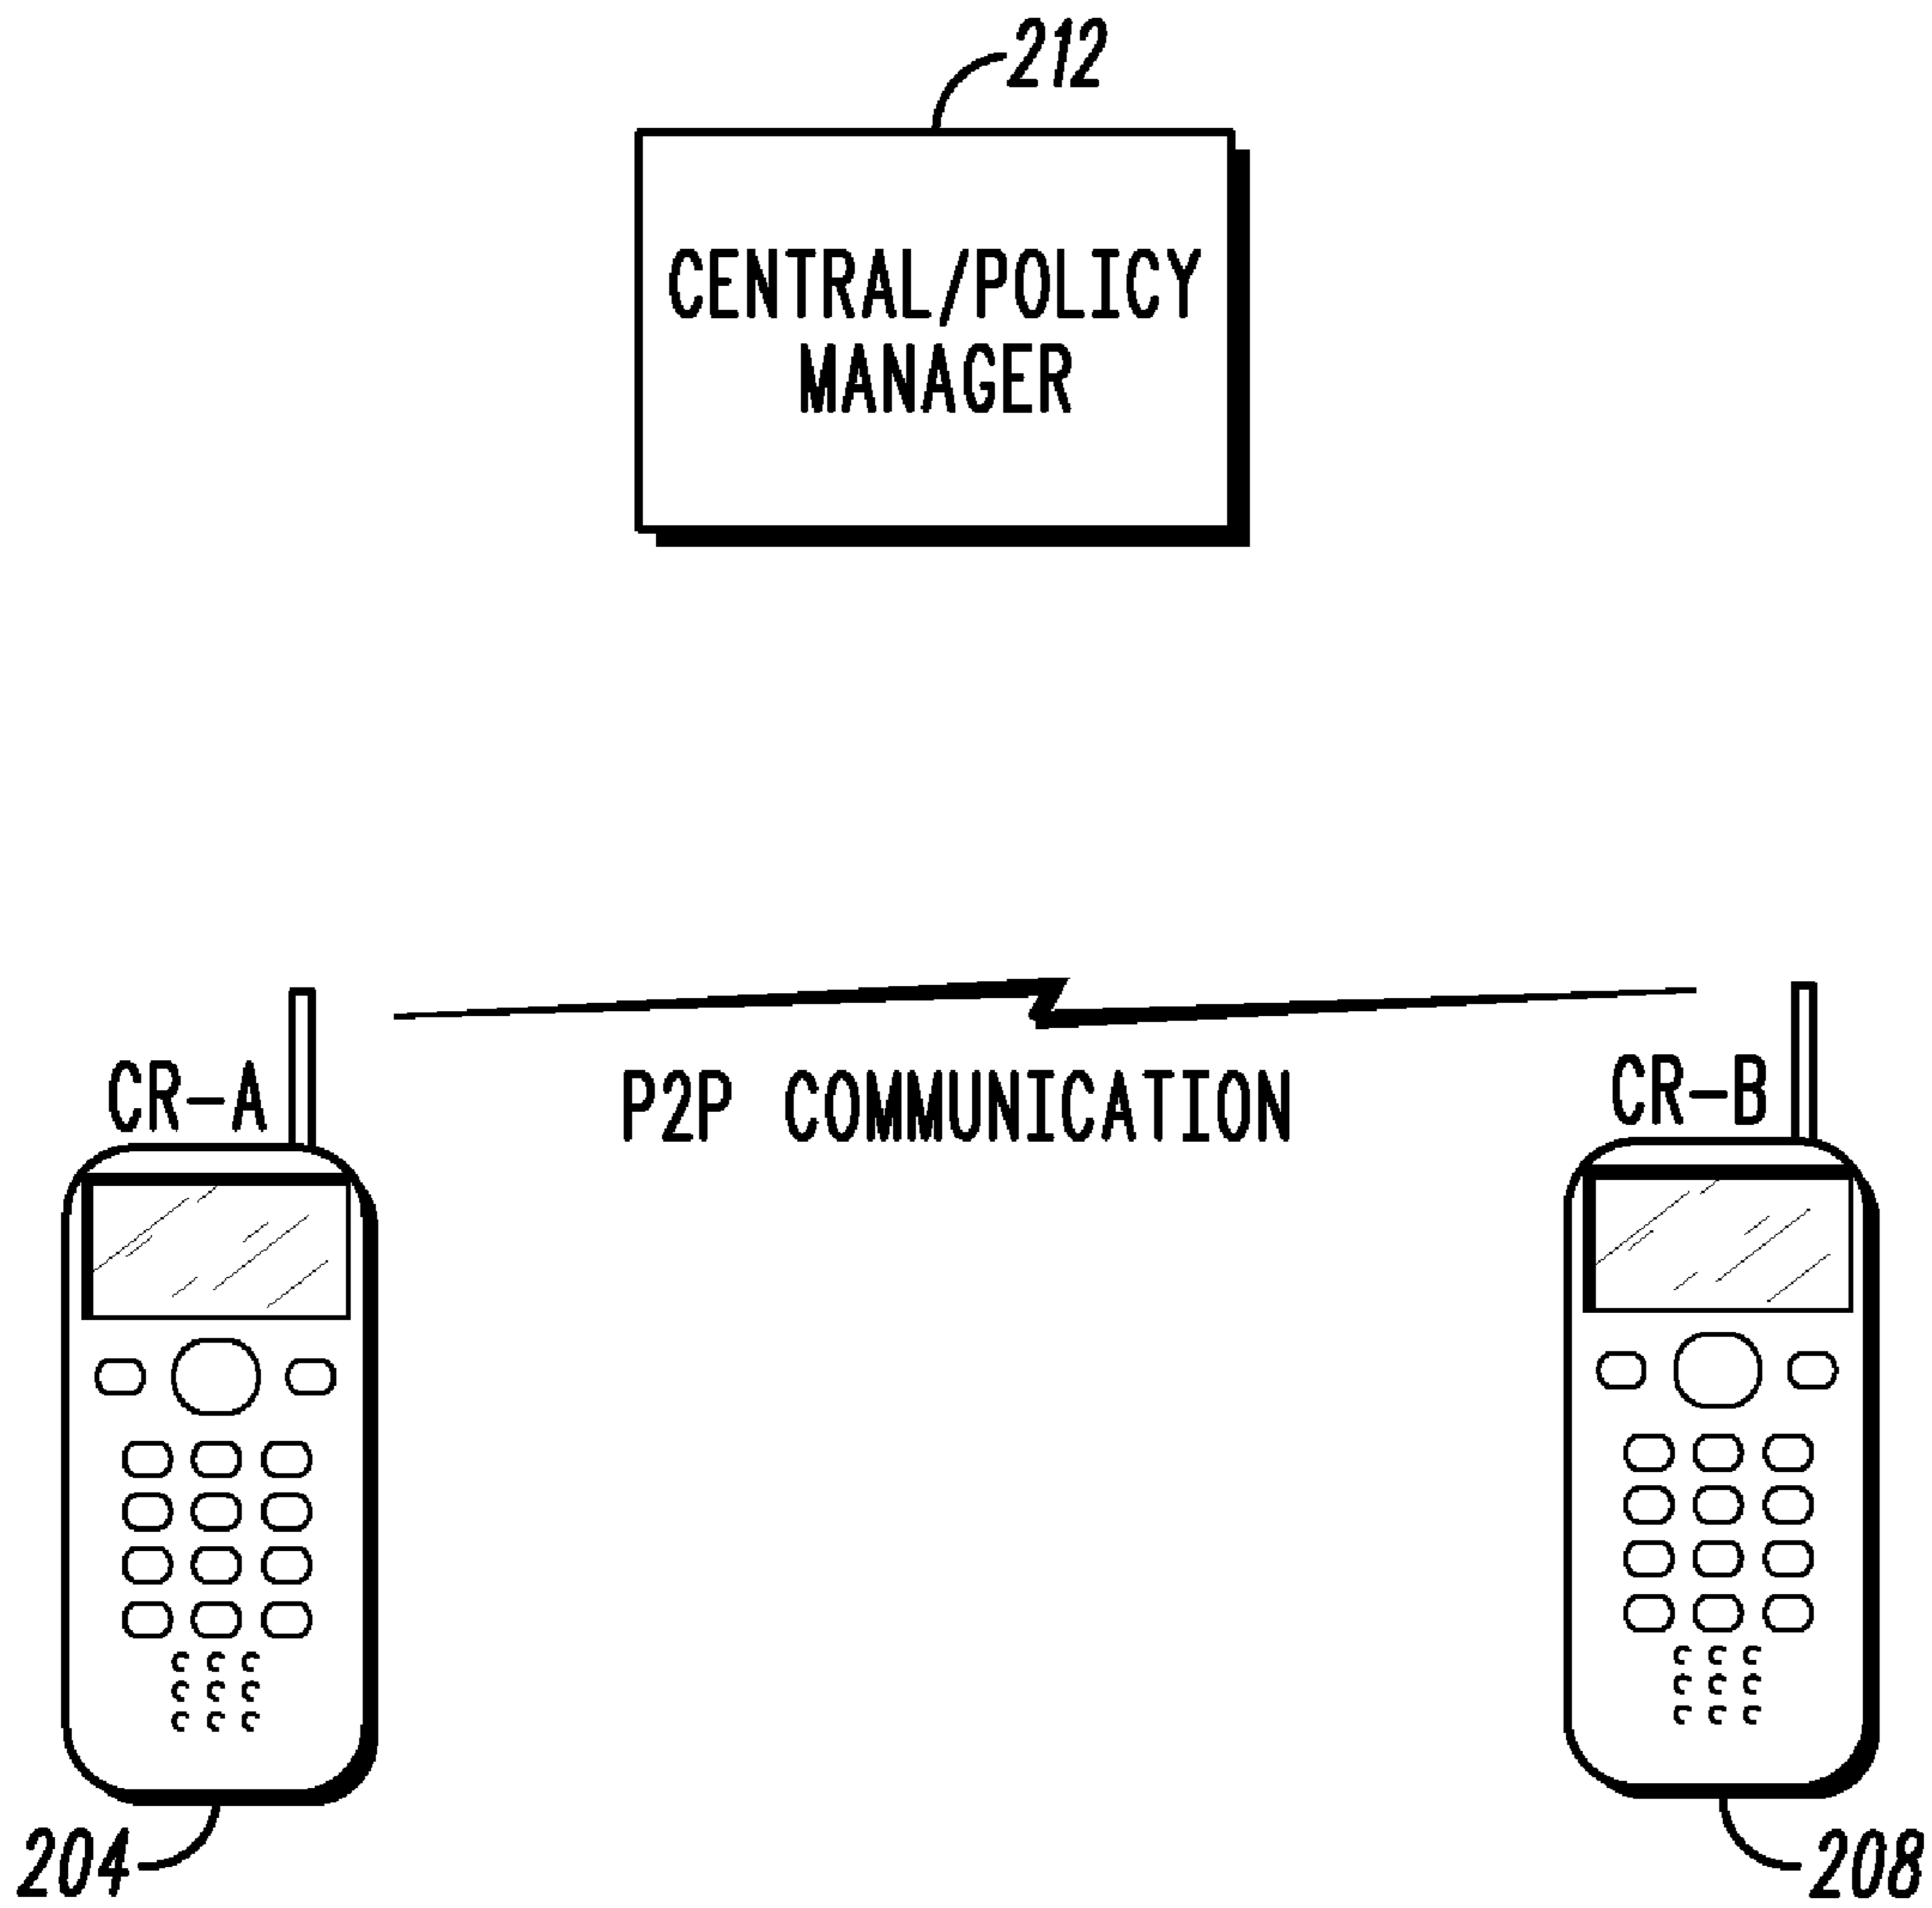 212
CENTRAL/POLICY
MANAGER
CR-A
P2P COMMUNICATION
CR-B
204
208